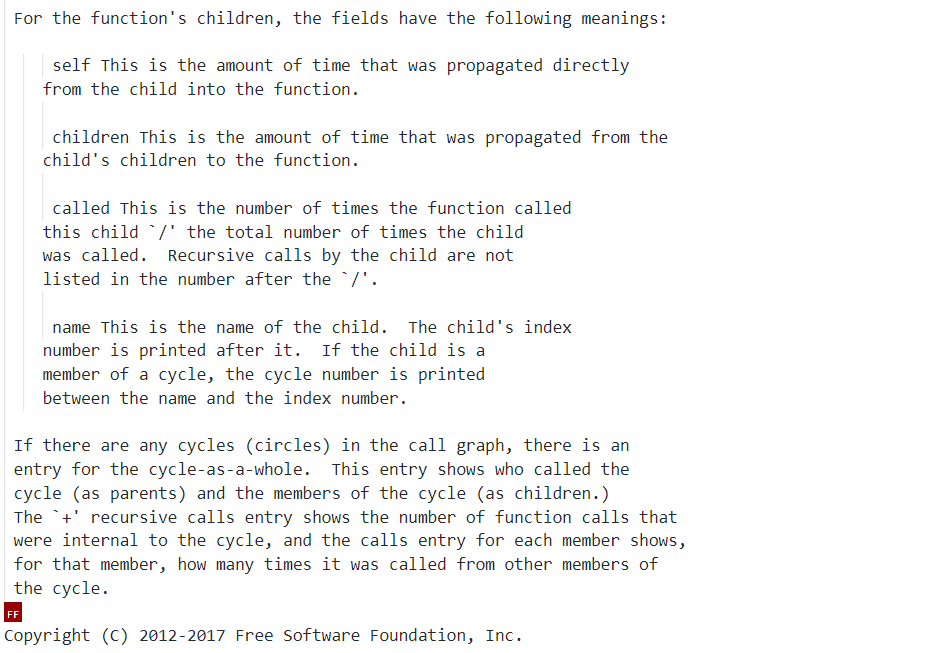 For the function's children, the fields have the following meanings:
self This is the amount of time that was propagated directly
from the child into the function.
children This is the amount of time that was propagated from the
child's children to the function.
called This is the number of times the function called
this child `/' the total number of times the child
was called.  Recursive calls by the child are not
listed in the number after the `/'.
name This is the name of the child.  The child's index
number is printed after it.  If the child is a
member of a cycle, the cycle number is printed
between the name and the index number.
If there are any cycles (circles) in the call graph, there is an
entry for the cycle-as-a-whole.  This entry shows who called the
cycle (as parents) and the members of the cycle (as children.)
The `+' recursive calls entry shows the number of function calls that
were internal to the cycle, and the calls entry for each member shows,
for that member, how many times it was called from other members of
the cycle.
FF
Copyright (C) 2012-2017 Free Software Foundation, Inc.